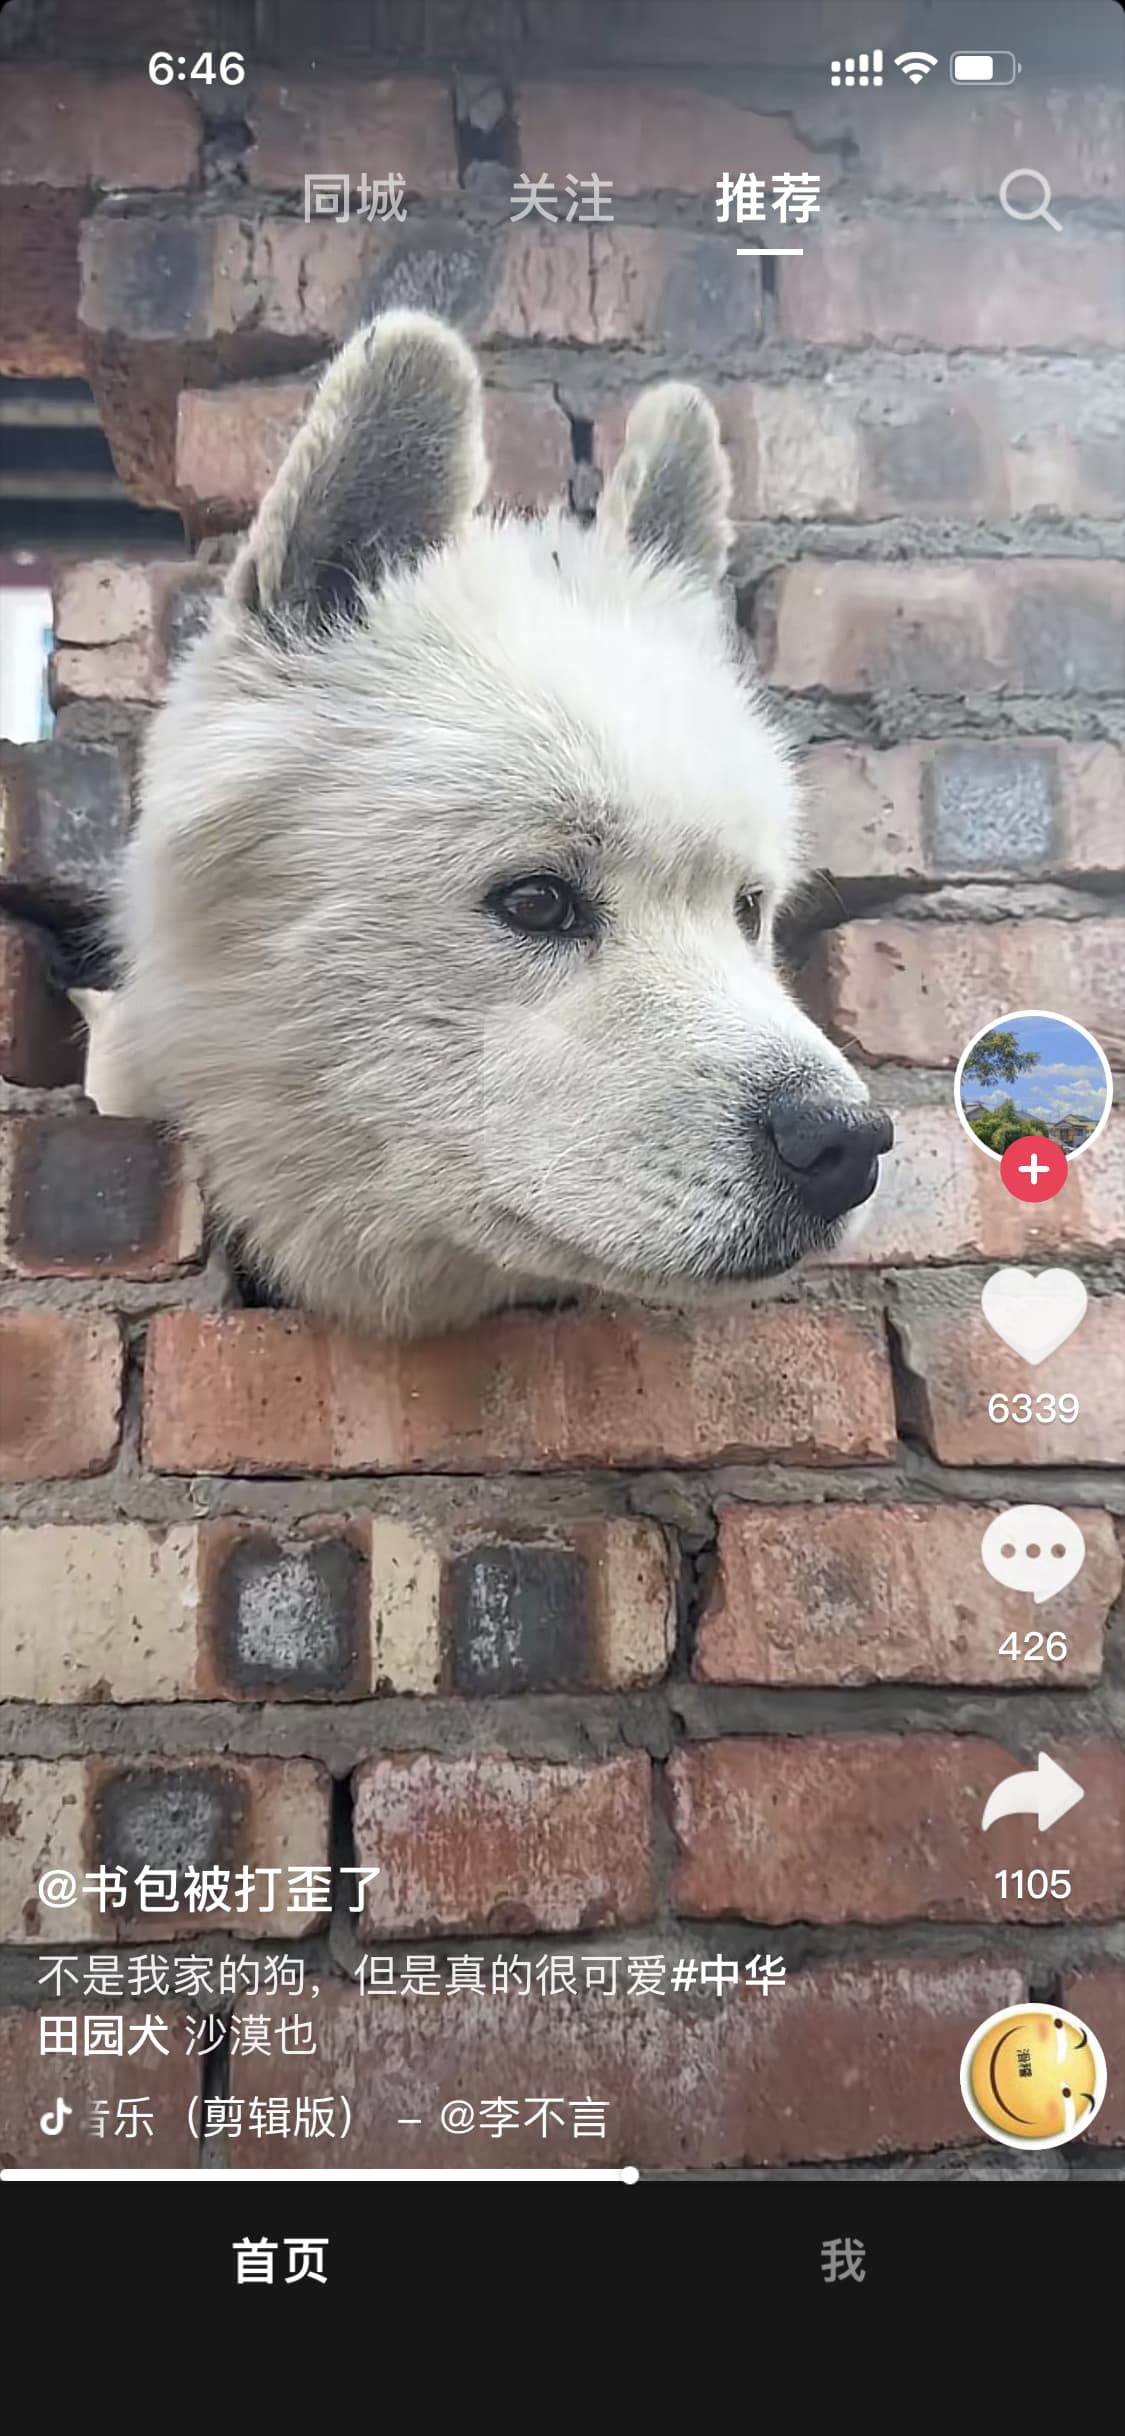 6:46
同城 关注 推荐
6339
426
1105
@书包被打歪了
不是我家的狗，但是真的很可爱#中华
田园犬 沙漠也
音乐（剪辑版） - @李不言
首页 我